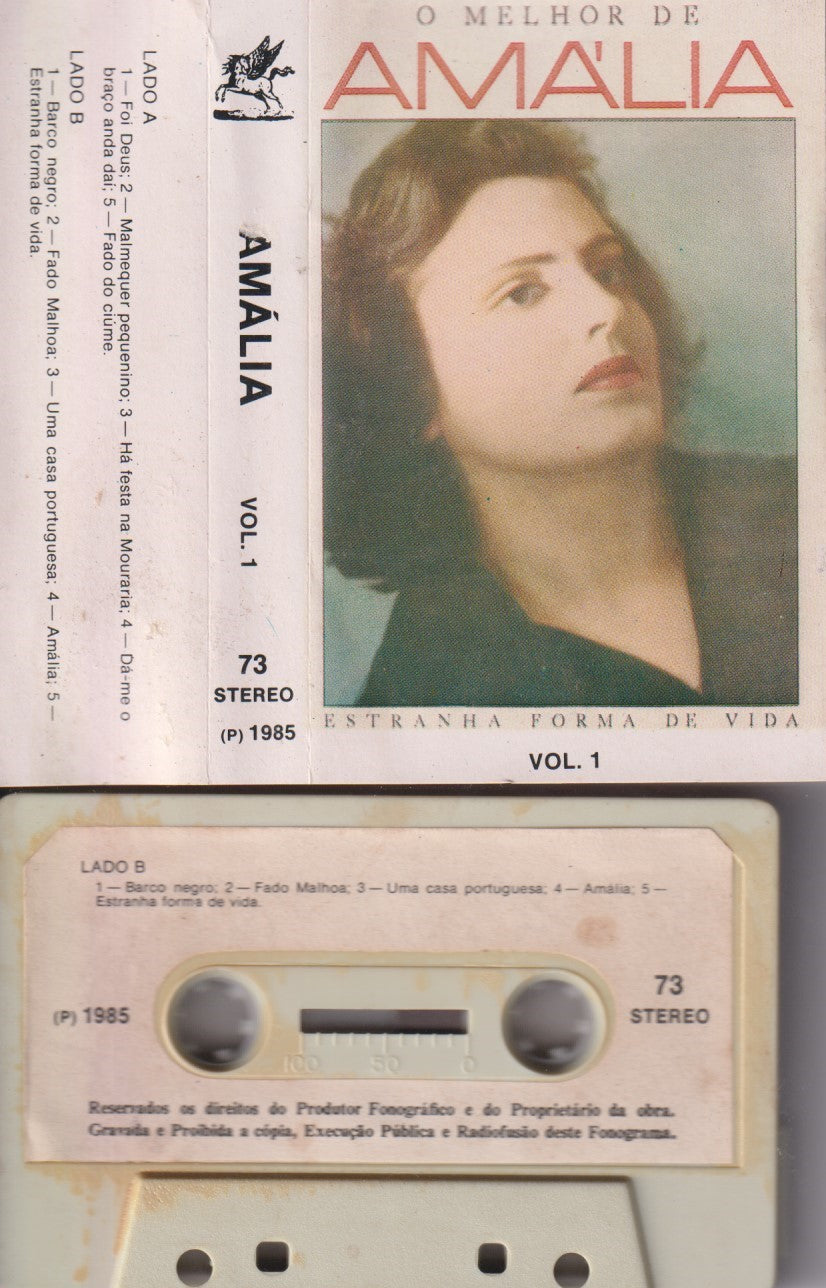 O MELHOR DE
AMÁLIA
ESTRANHA FORMA DE VIDA
VOL. 1
AMÁLIA
VOL. 1
73
STEREO
(P) 1985
LADO A
1 — Foi Deus; 2 — Malmequer pequenino; 3 — Há festa na Mouraria; 4 — Dá-me o
braço anda daí; 5 — Fado do ciúme.
LADO B
1 — Barco negro; 2 — Fado Malhoa; 3 — Uma casa portuguesa; 4 — Amália; 5 —
Estranha forma de vida.
LADO B
1 — Barco negro; 2 — Fado Malhoa; 3 — Uma casa portuguesa; 4 — Amália; 5 —
Estranha forma de vida.
(P) 1985
73
STEREO
100 50 0
Reservados os direitos do Produtor Fonográfico e do Proprietário da obra.
Gravada e Proibida a cópia, Execução Pública e Radiofusão deste Fonograma.